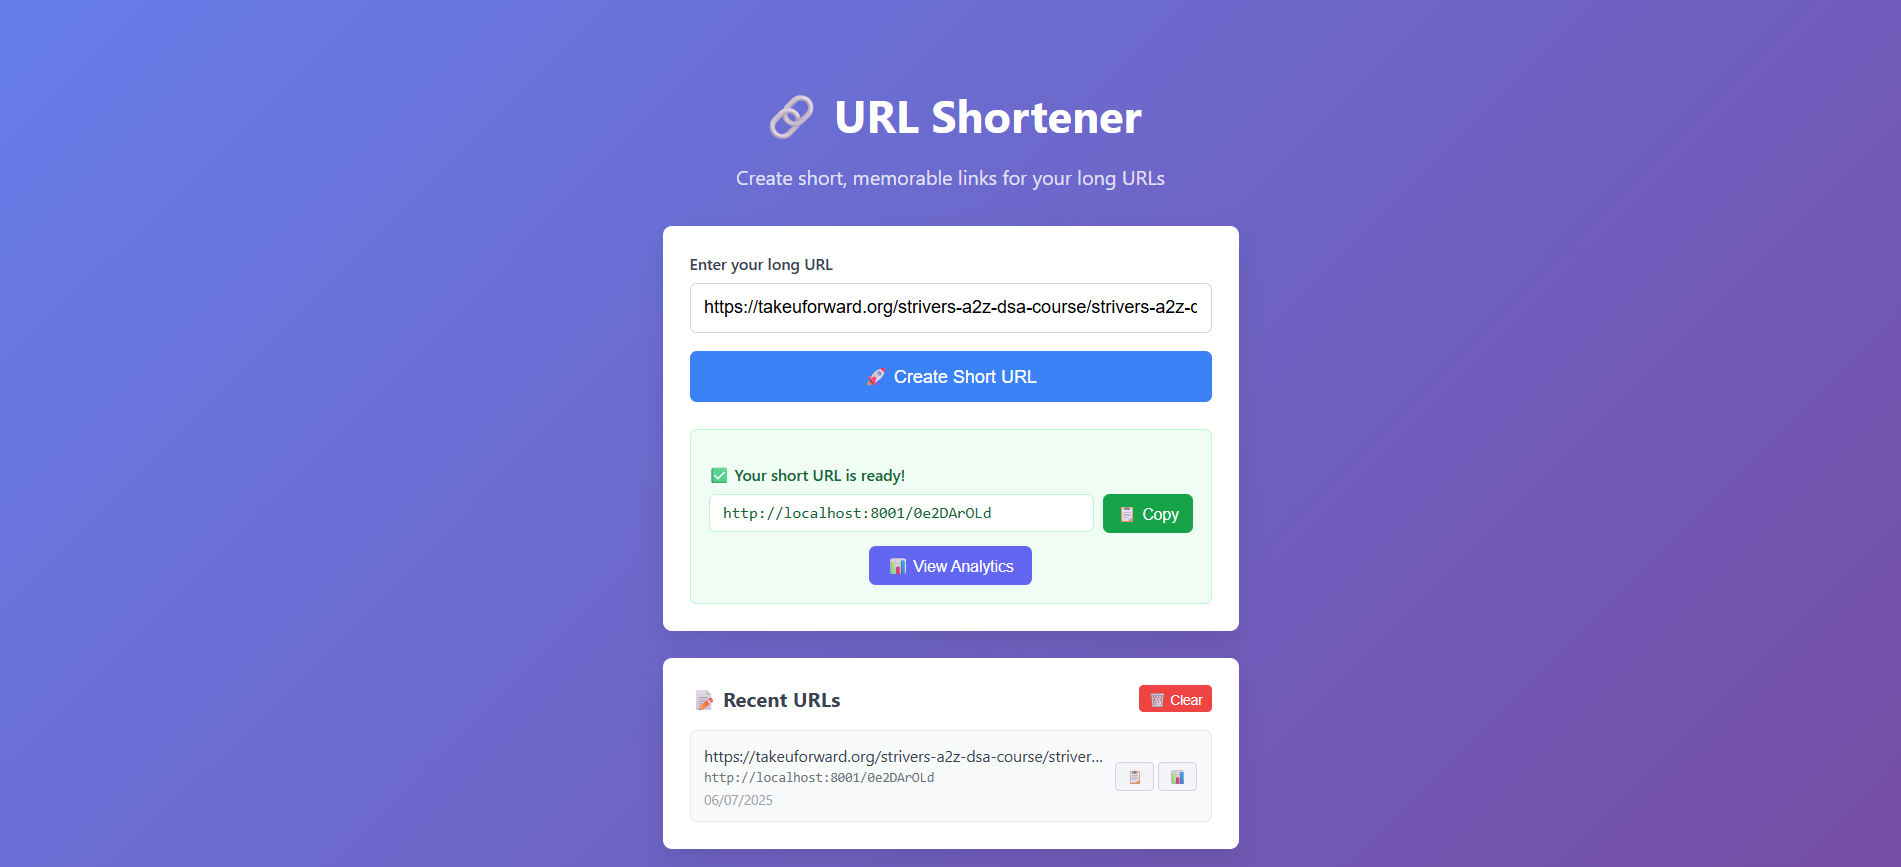 🔗 URL Shortener
Create short, memorable links for your long URLs
Enter your long URL
https://takeuforward.org/strivers-a2z-dsa-course/strivers-a2z-c
🚀 Create Short URL
✅ Your short URL is ready!
http://localhost:8001/0e2DArOLd
📋 Copy
📊 View Analytics
📝 Recent URLs
🗑️ Clear
https://takeuforward.org/strivers-a2z-dsa-course/striver...
http://localhost:8001/0e2DArOLd
06/07/2025